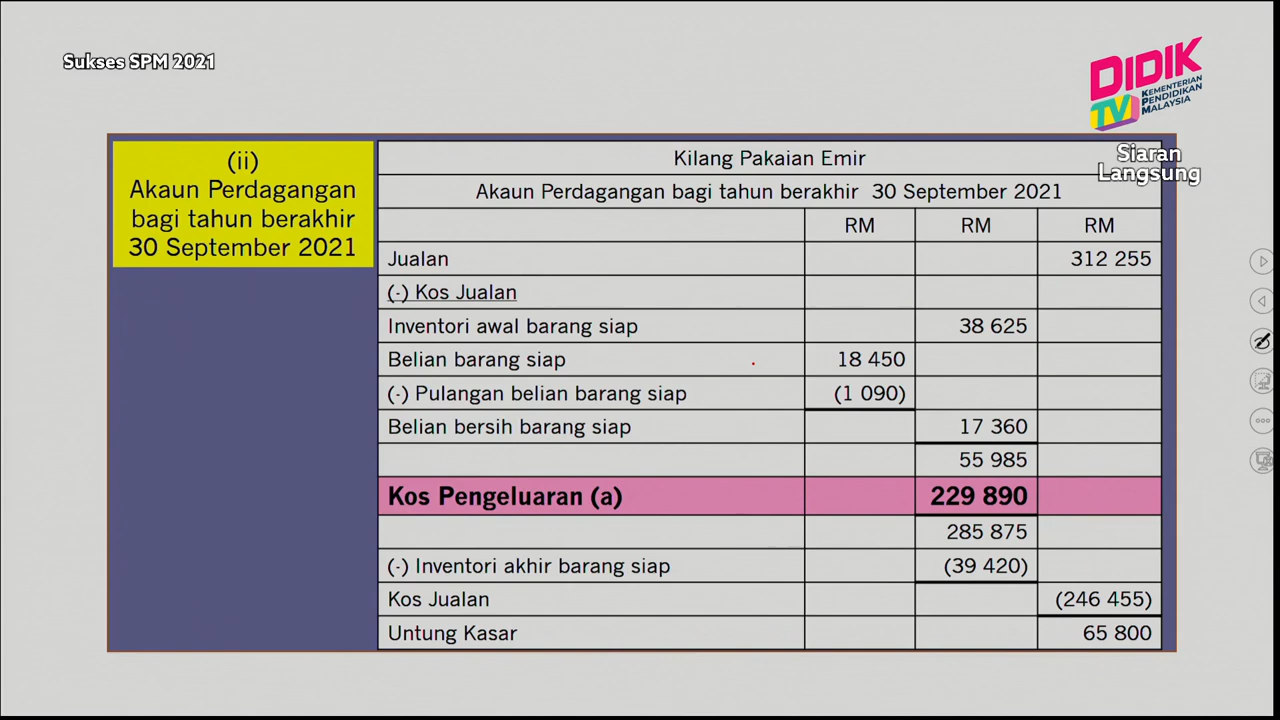 Sukses SPM 2021
DIDIK
TV
KEMENTERIAN
PENDIDIKAN
MALAYSIA
Siaran
Langsung
(ii)
Akaun Perdagangan
bagi tahun berakhir
30 September 2021
Kilang Pakaian Emir
Akaun Perdagangan bagi tahun berakhir 30 September 2021
RM RM RM
Jualan 312 255
(-) Kos Jualan
Inventori awal barang siap 38 625
Belian barang siap 18 450
(-) Pulangan belian barang siap (1 090)
Belian bersih barang siap 17 360
55 985
Kos Pengeluaran (a) 229 890
285 875
(-) Inventori akhir barang siap (39 420)
Kos Jualan (246 455)
Untung Kasar 65 800